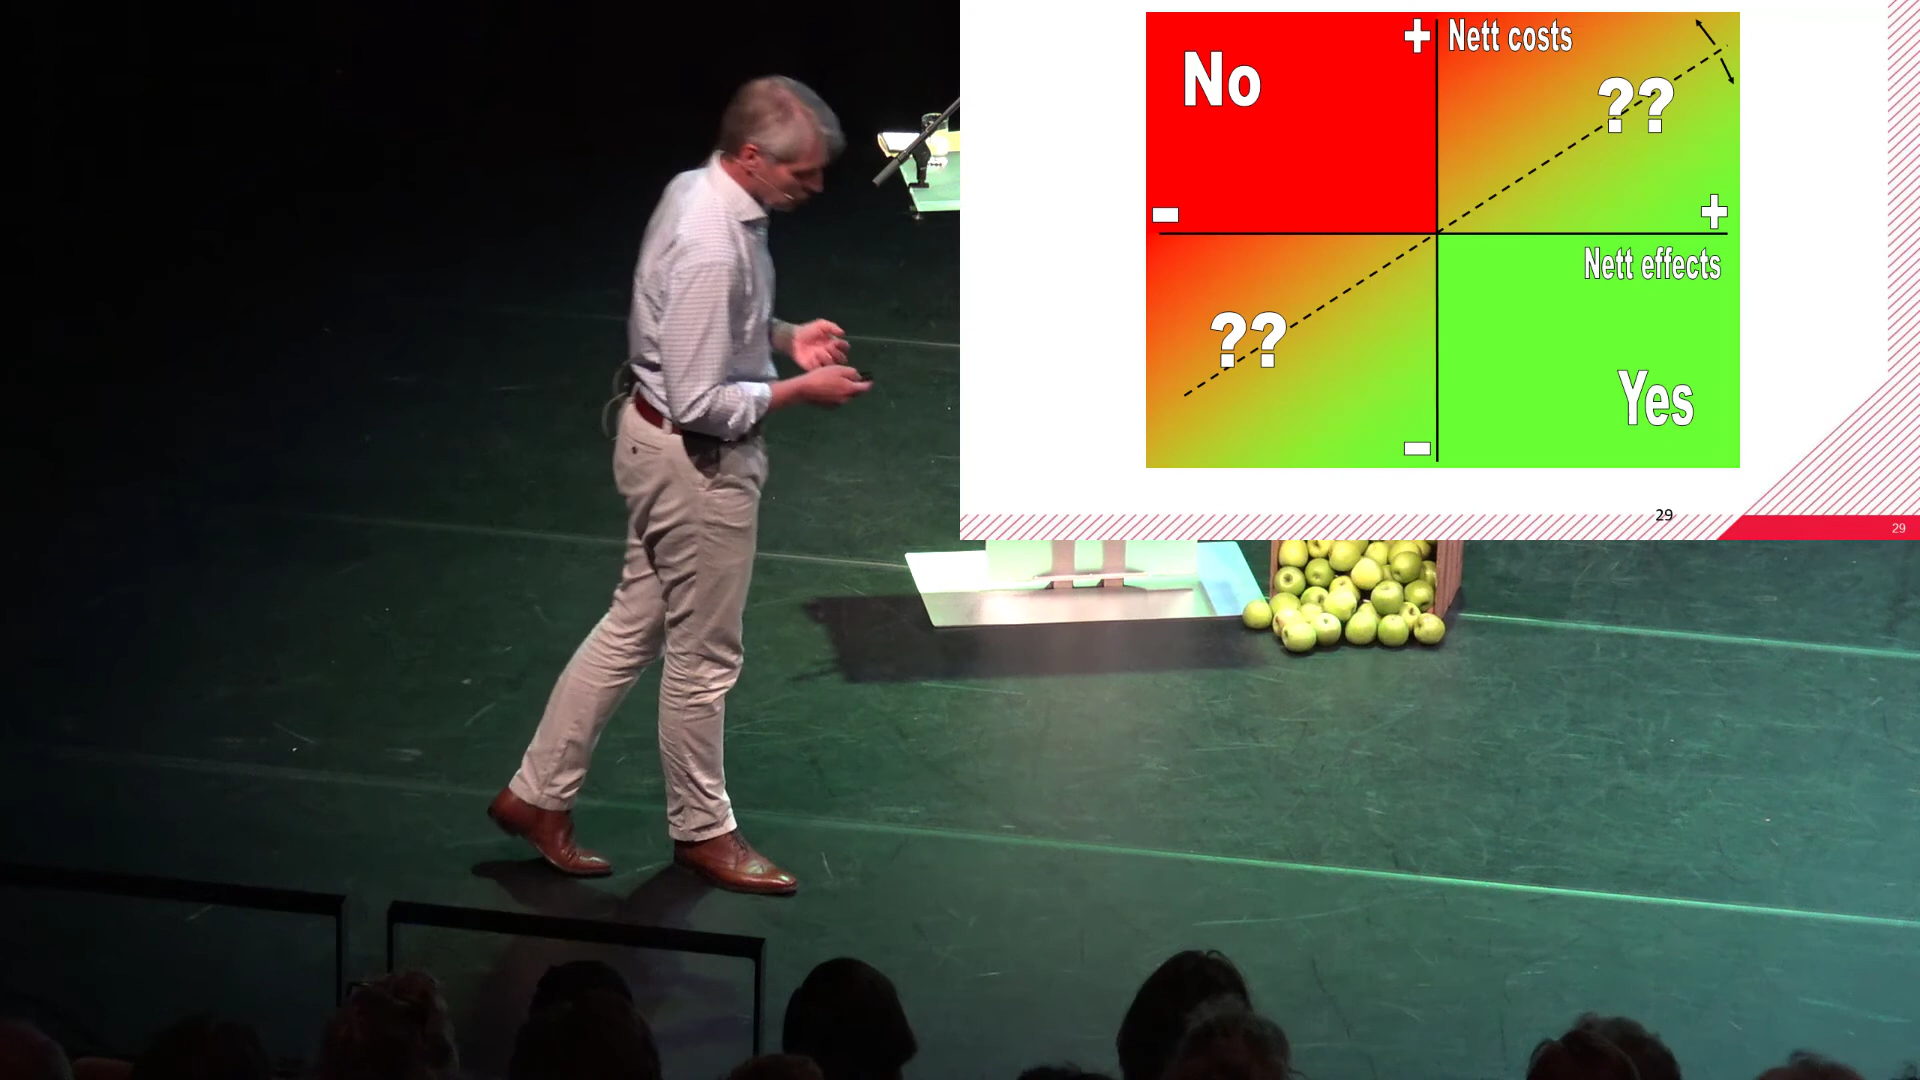 + Nett costs
No
??
- +
Nett effects
??
Yes
-
29
29